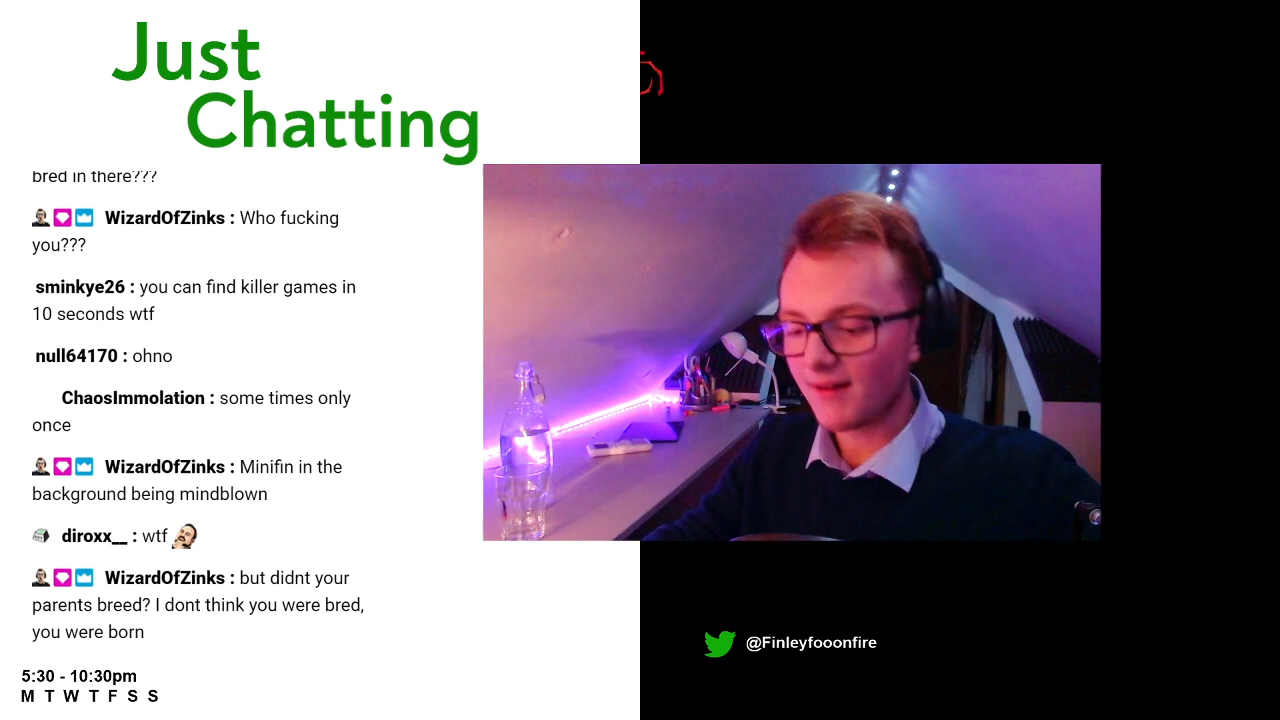 Just
Chatting
bred in there???
WizardOfZinks : Who fucking
you???
sminkye26 : you can find killer games in
10 seconds wtf
null64170 : ohno
ChaosImmolation : some times only
once
WizardOfZinks : Minifin in the
background being mindblown
diroxx__ : wtf
WizardOfZinks : but didnt your
parents breed? I dont think you were bred,
you were born
5:30 - 10:30pm
M T W T F S S
@Finleyfooonfire